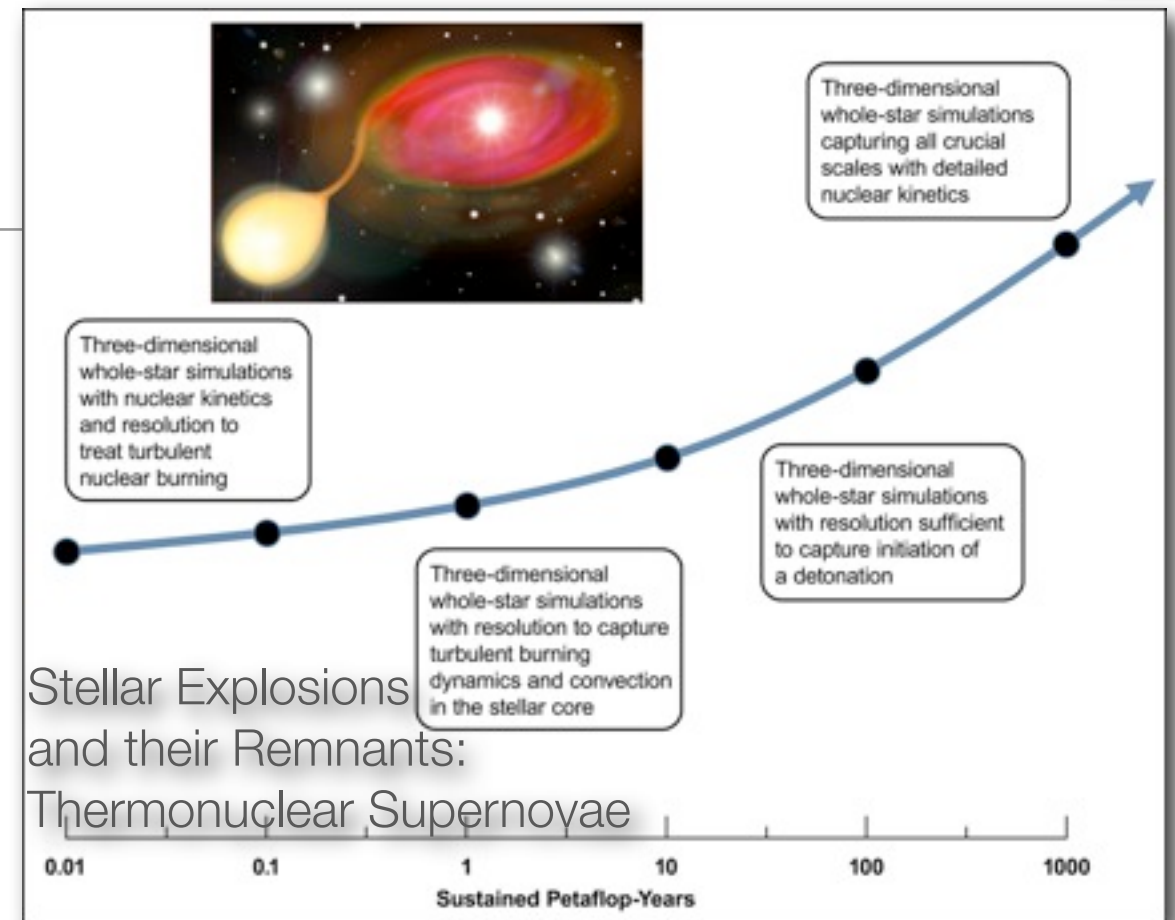 Three-dimensional
whole-star simulations
capturing all crucial
scales with detailed
nuclear kinetics
Three-dimensional
whole-star simulations
with nuclear kinetics
and resolution to
treat turbulent
nuclear burning
Three-dimensional
whole-star simulations
with resolution sufficient
to capture initiation of
a detonation
Three-dimensional
whole-star simulations
with resolution to capture
turbulent burning
dynamics and convection
in the stellar core
Stellar Explosions
and their Remnants:
Thermonuclear Supernovae
0.01 0.1 1 10 100 1000
Sustained Petaflop-Years